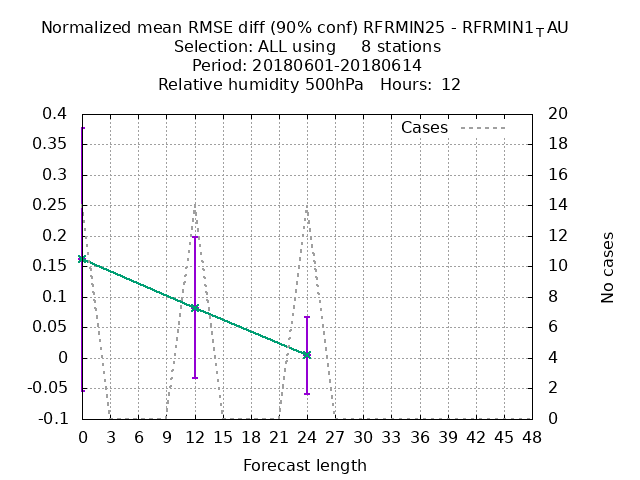 Normalized mean RMSE diff (90% conf) RFRMIN25 - RFRMIN1TAU
Selection: ALL using 8 stations
Period: 20180601-20180614
Relative humidity 500hPa Hours: 12
0.4
0.35
0.3
0.25
0.2
0.15
0.1
0.05
0
-0.05
-0.1
Cases
20
18
16
14
12
10
8
6
4
2
0
No cases
0 3 6 9 12 15 18 21 24 27 30 33 36 39 42 45 48
Forecast length